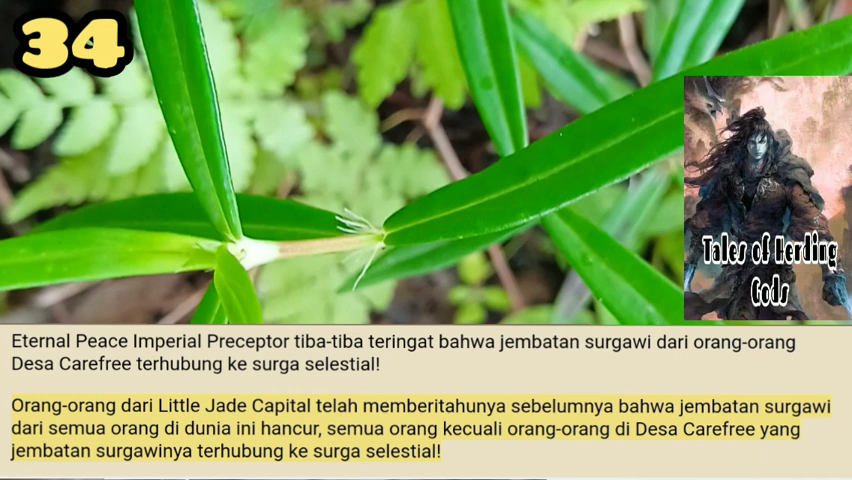 34
Tales of Herding
Gods
Eternal Peace Imperial Preceptor tiba-tiba teringat bahwa jembatan surgawi dari orang-orang
Desa Carefree terhubung ke surga selestial!
Orang-orang dari Little Jade Capital telah memberitahunya sebelumnya bahwa jembatan surgawi
dari semua orang di dunia ini hancur, semua orang kecuali orang-orang di Desa Carefree yang
jembatan surgawinya terhubung ke surga selestial!